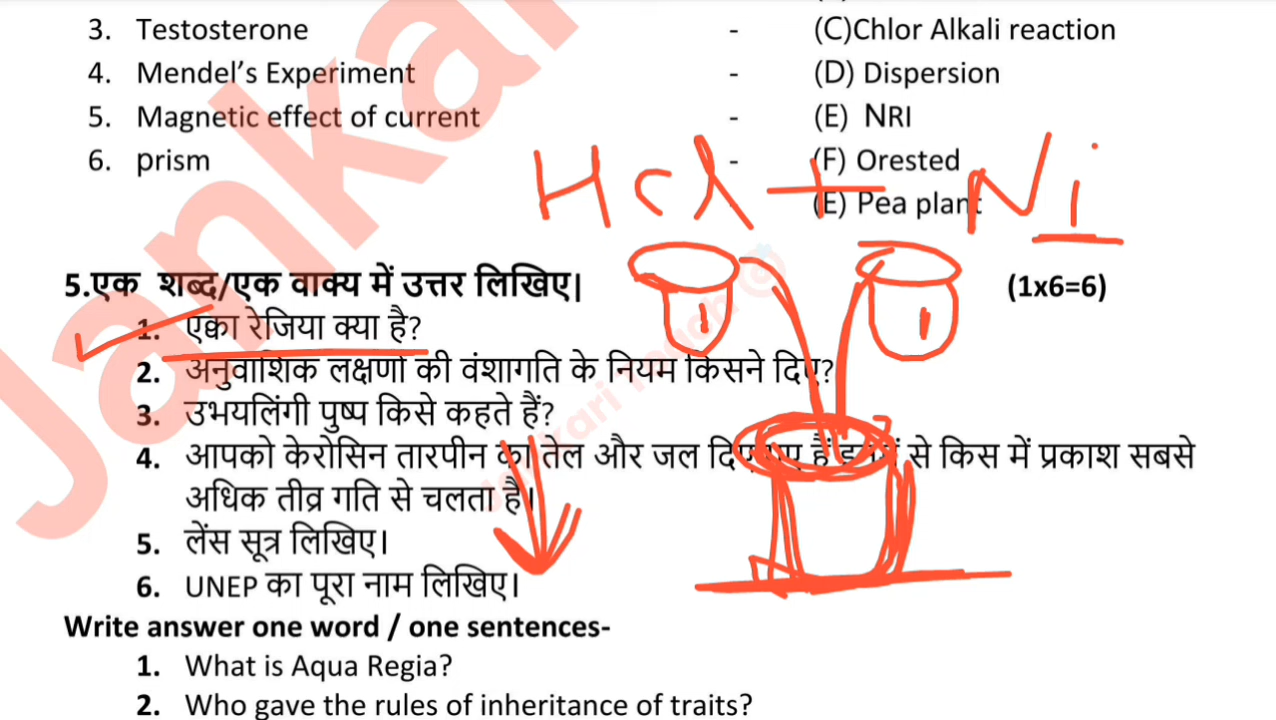 3. Testosterone - (C)Chlor Alkali reaction
4. Mendel's Experiment - (D) Dispersion
5. Magnetic effect of current - (E) NRI
6. prism - (F) Orested
(E) Pea plant
Hcl + Ni
5.एक शब्द/एक वाक्य में उत्तर लिखिए। (1x6=6)
1. एक्वा रेजिया क्या है?
2. अनुवांशिक लक्षणों की वंशागति के नियम किसने दिए?
3. उभयलिंगी पुष्प किसे कहते हैं?
4. आपको केरोसिन तारपीन का तेल और जल दिए गए हैं से किस में प्रकाश सबसे
अधिक तीव्र गति से चलता है।
5. लेंस सूत्र लिखिए।
6. UNEP का पूरा नाम लिखिए।
1 1
Write answer one word / one sentences-
1. What is Aqua Regia?
2. Who gave the rules of inheritance of traits?